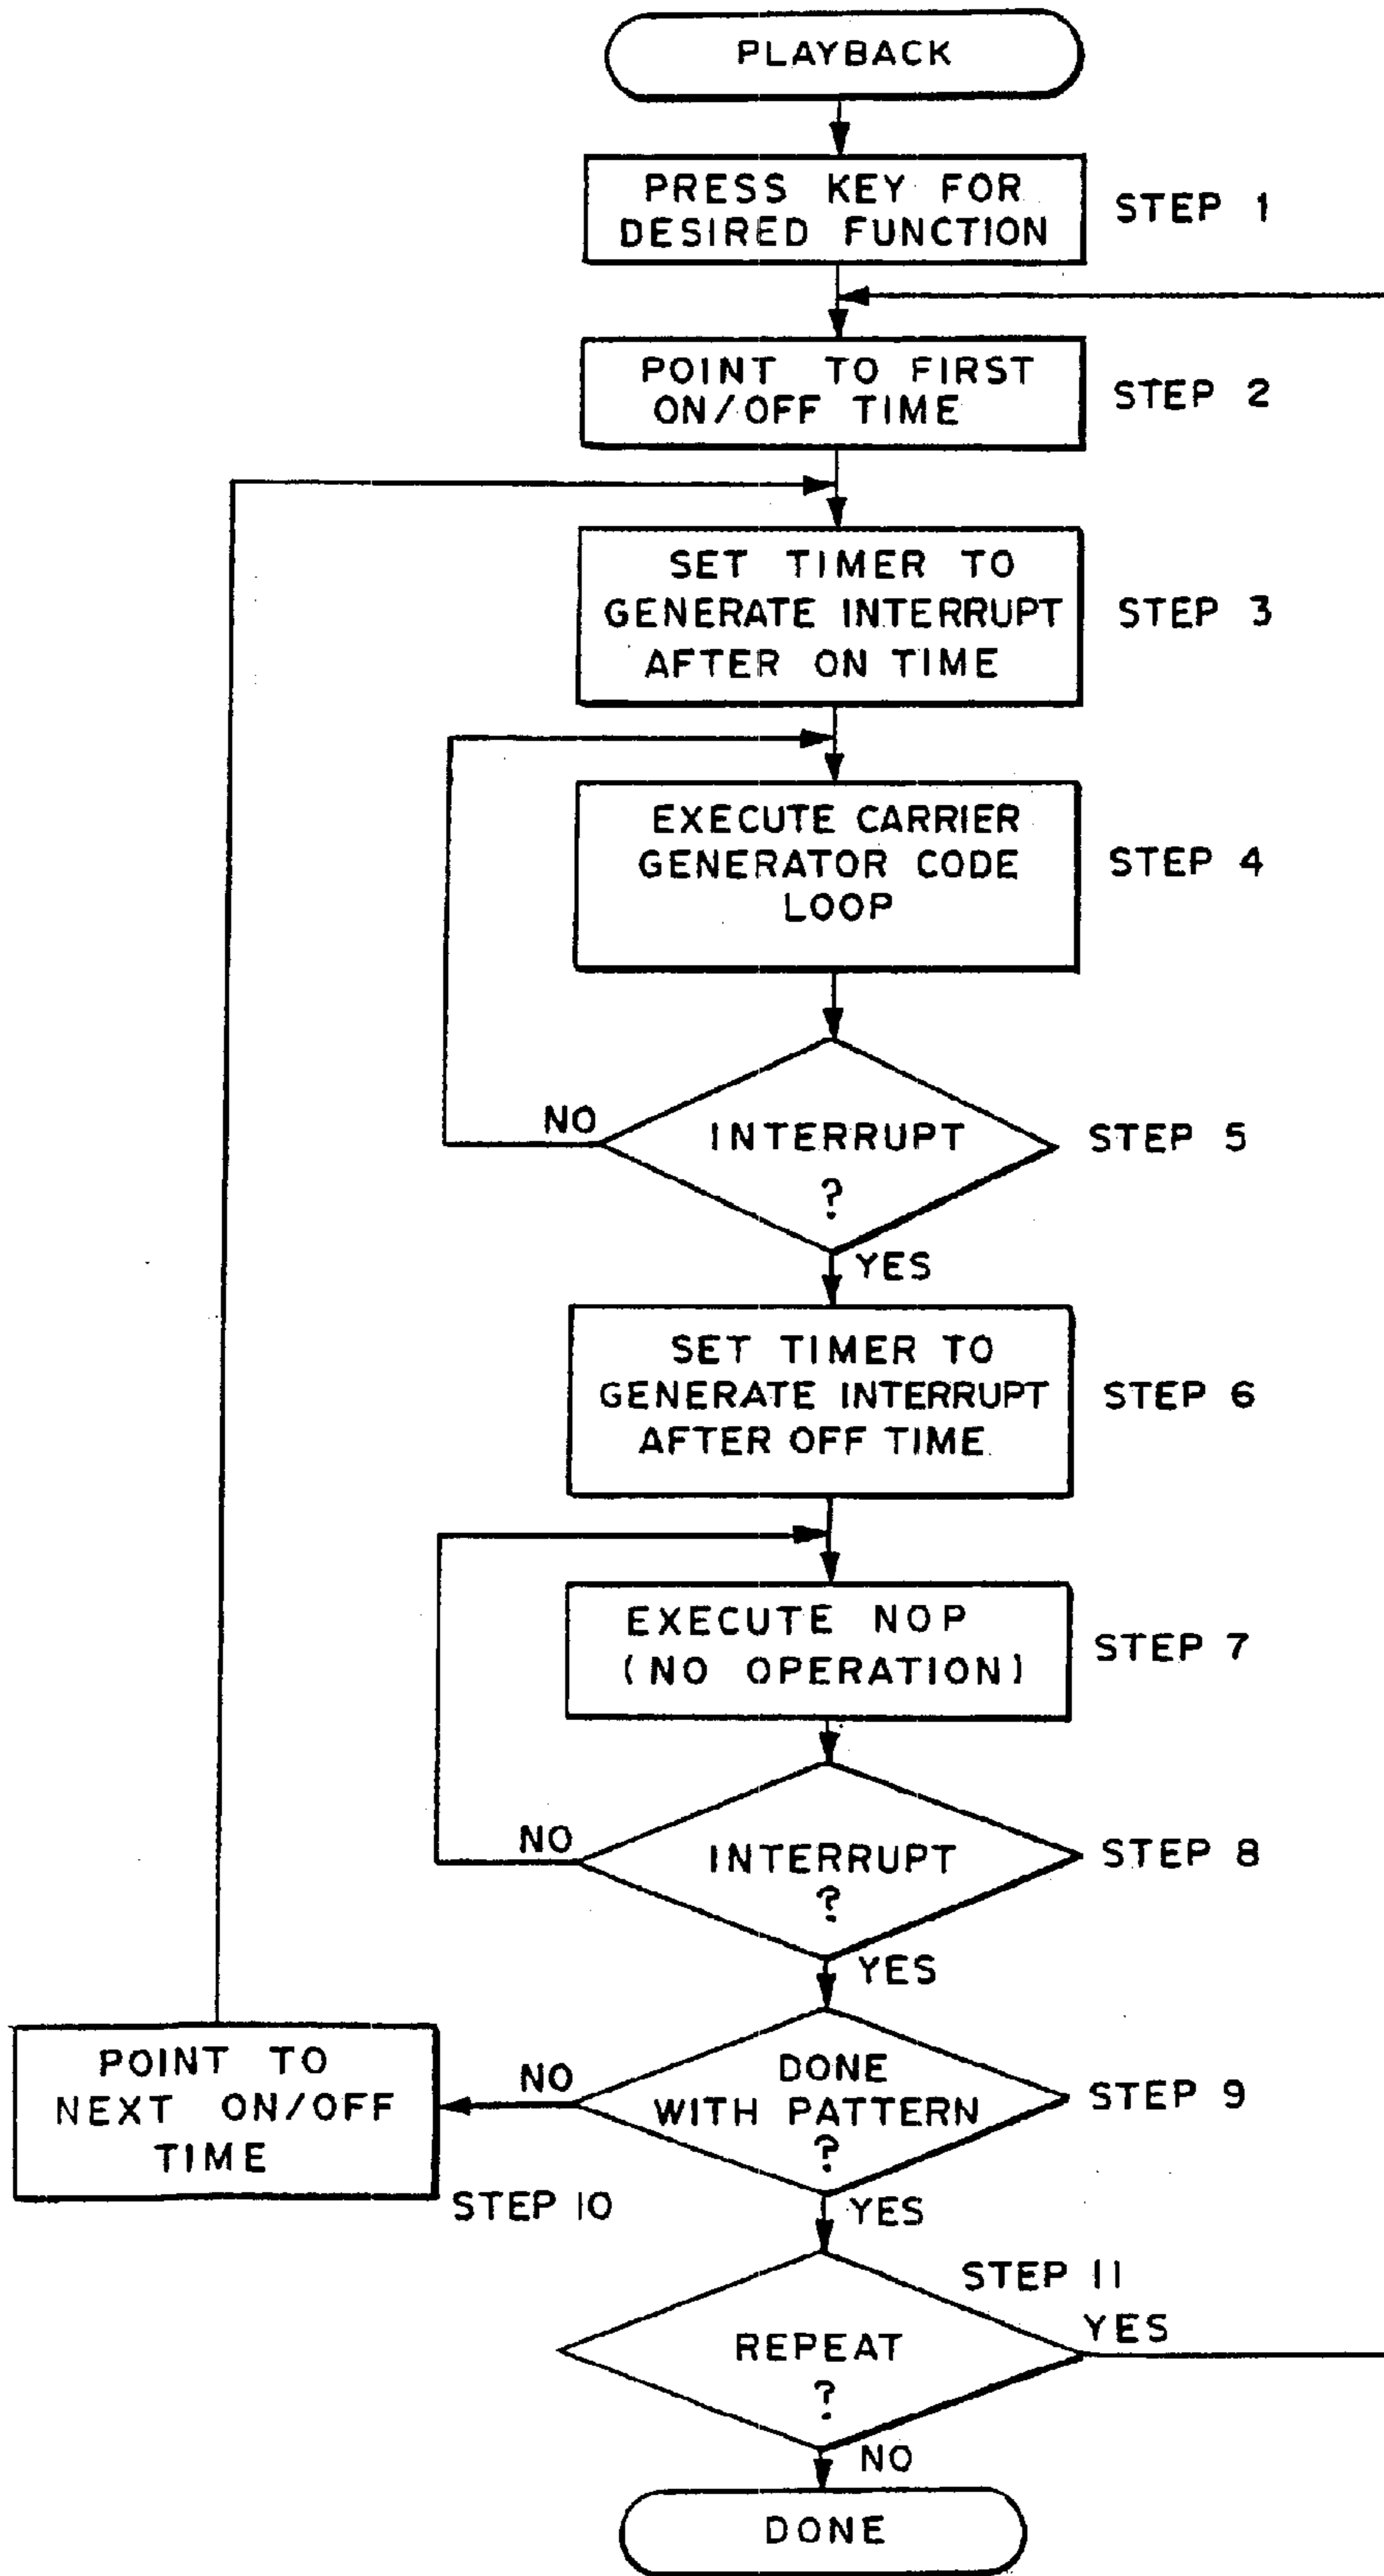 PLAYBACK
PRESS KEY FOR
DESIRED FUNCTION
STEP 1
POINT TO FIRST
ON/OFF TIME
STEP 2
SET TIMER TO
GENERATE INTERRUPT
AFTER ON TIME
STEP 3
EXECUTE CARRIER
GENERATOR CODE
LOOP
STEP 4
NO
INTERRUPT
?
STEP 5
YES
SET TIMER TO
GENERATE INTERRUPT
AFTER OFF TIME
STEP 6
EXECUTE NOP
(NO OPERATION)
STEP 7
NO
INTERRUPT
?
STEP 8
YES
DONE
WITH PATTERN
?
STEP 9
NO
POINT TO
NEXT ON/OFF
TIME
STEP 10
YES
STEP 11
REPEAT
?
YES
NO
DONE